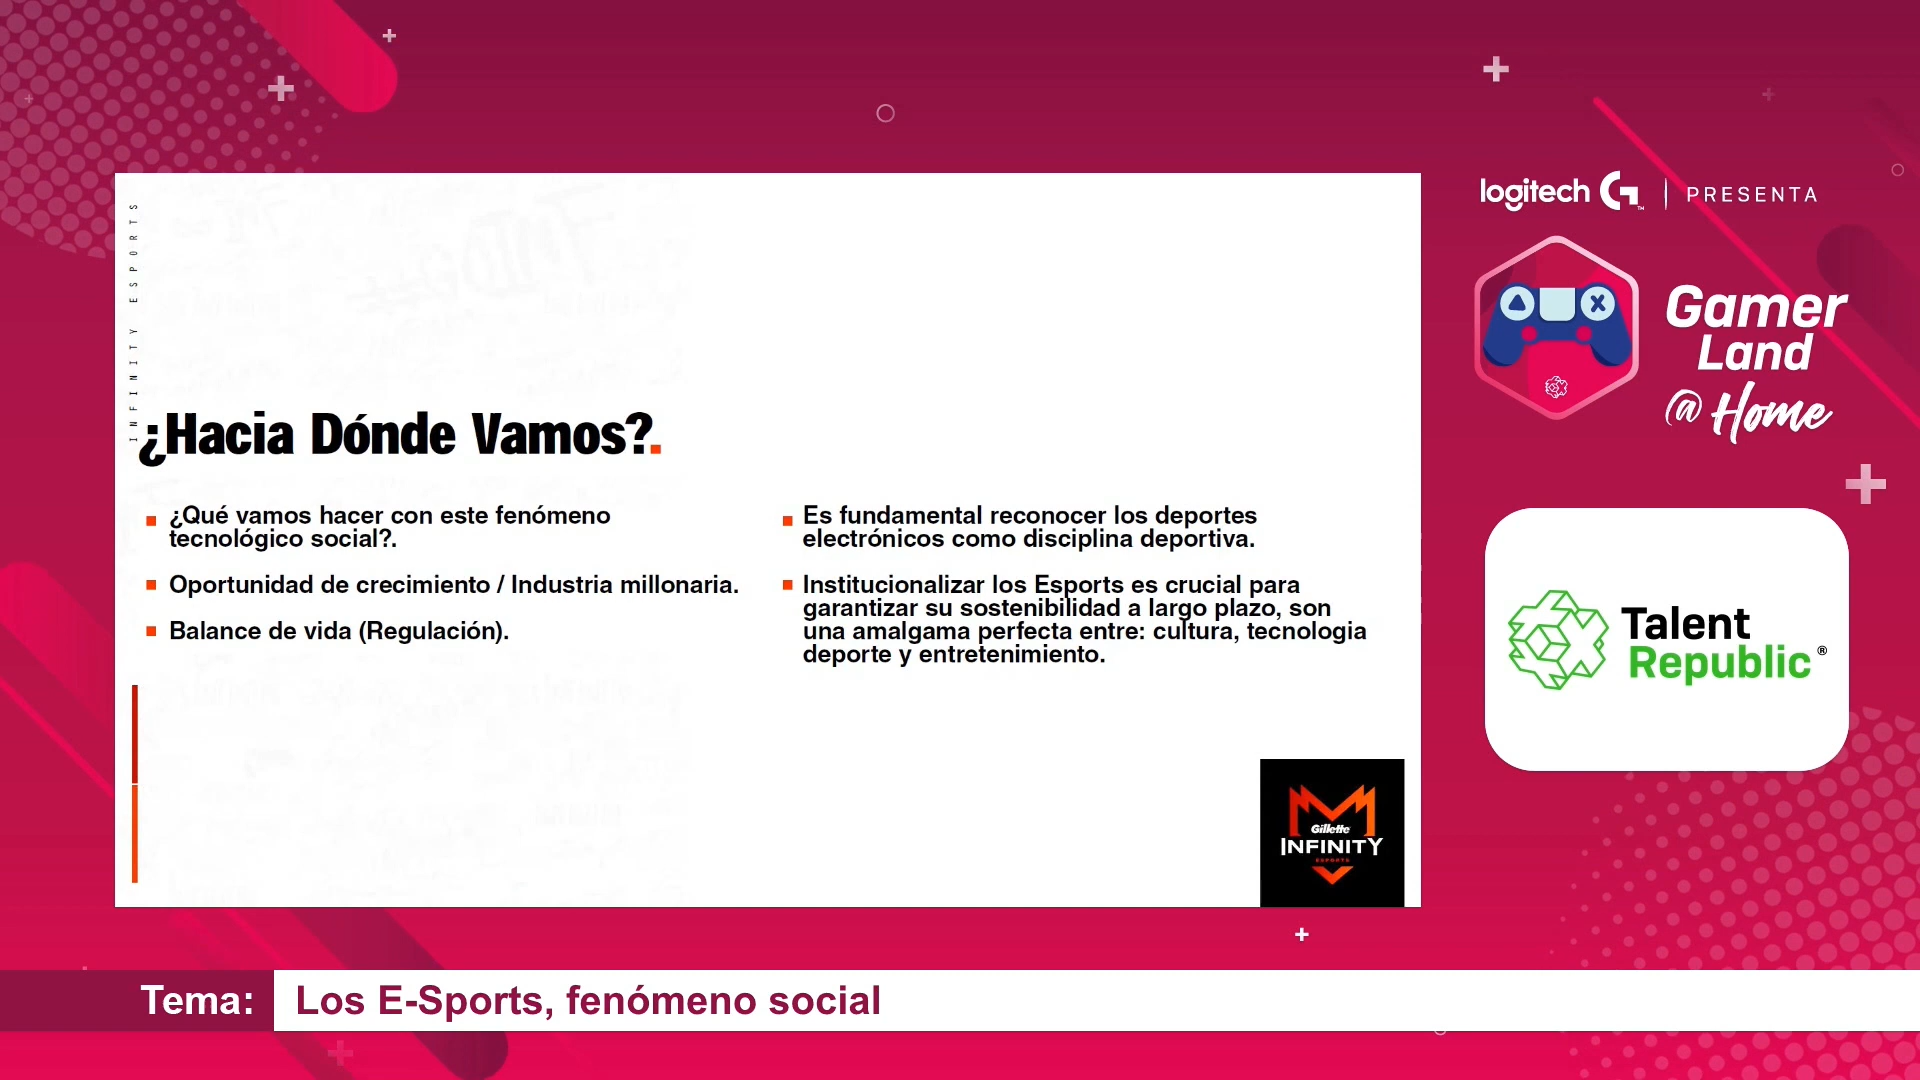 logitech G | PRESENTA
Gamer
Land
@ Home
INFINITY ESPORTS
¿Hacia Dónde Vamos?.
¿Qué vamos hacer con este fenómeno
tecnológico social?.
Oportunidad de crecimiento / Industria millonaria.
Balance de vida (Regulación).
Es fundamental reconocer los deportes
electrónicos como disciplina deportiva.
Institucionalizar los Esports es crucial para
garantizar su sostenibilidad a largo plazo, son
una amalgama perfecta entre: cultura, tecnologia
deporte y entretenimiento.
Talent
Republic®
Gillette
INFINITY
ESPORTS
Tema: Los E-Sports, fenómeno social